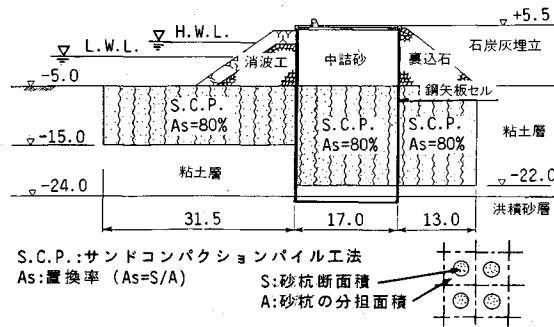 +5.5
H.W.L.
L.W.L.
消波工
中詰砂
裏込石
石炭灰埋立
鋼矢板セル
-5.0
S.C.P.
As=80%
S.C.P.
As=80%
S.C.P.
As=80%
粘土層
-15.0
粘土層
-24.0
-22.0
洪積砂層
31.5
17.0
13.0
S.C.P.:サンドコンパクションパイル工法
As:置換率 (As=S/A)
S:砂杭断面積
A:砂杭の分担面積